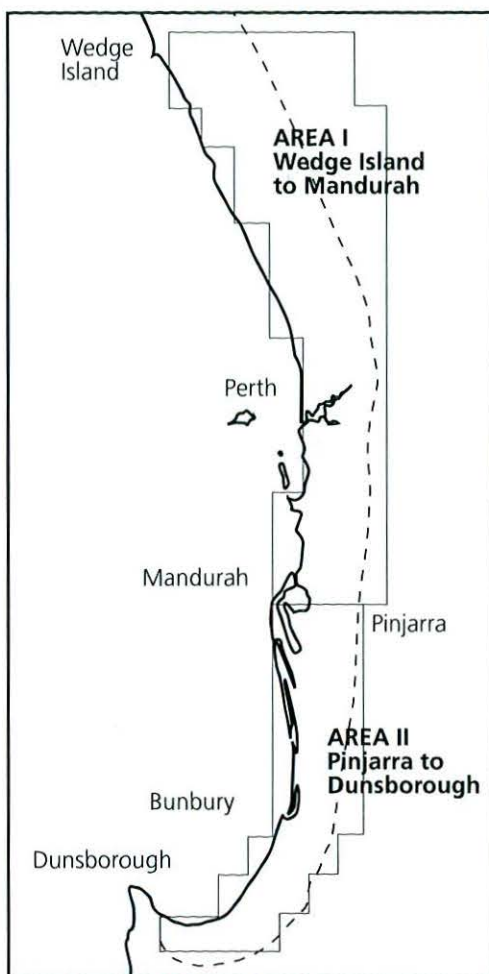 Wedge
Island
AREA I
Wedge Island
to Mandurah
Perth
Mandurah
Pinjarra
AREA II
Pinjarra to
Dunsborough
Bunbury
Dunsborough